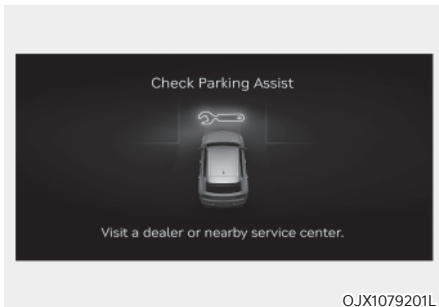 Check Parking Assist
Visit a dealer or nearby service center.
OJX1079201L